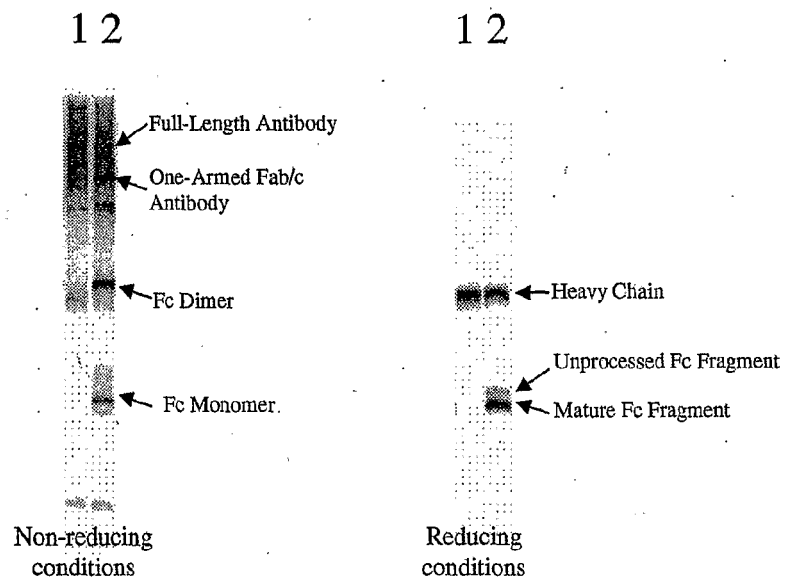 1 2
Full-Length Antibody
One-Armed Fab/c
Antibody
Fc Dimer
Fc Monomer.
Non-reducing
conditions
1 2
Heavy Chain
Unprocessed Fc Fragment
Mature Fc Fragment
Reducing
conditions